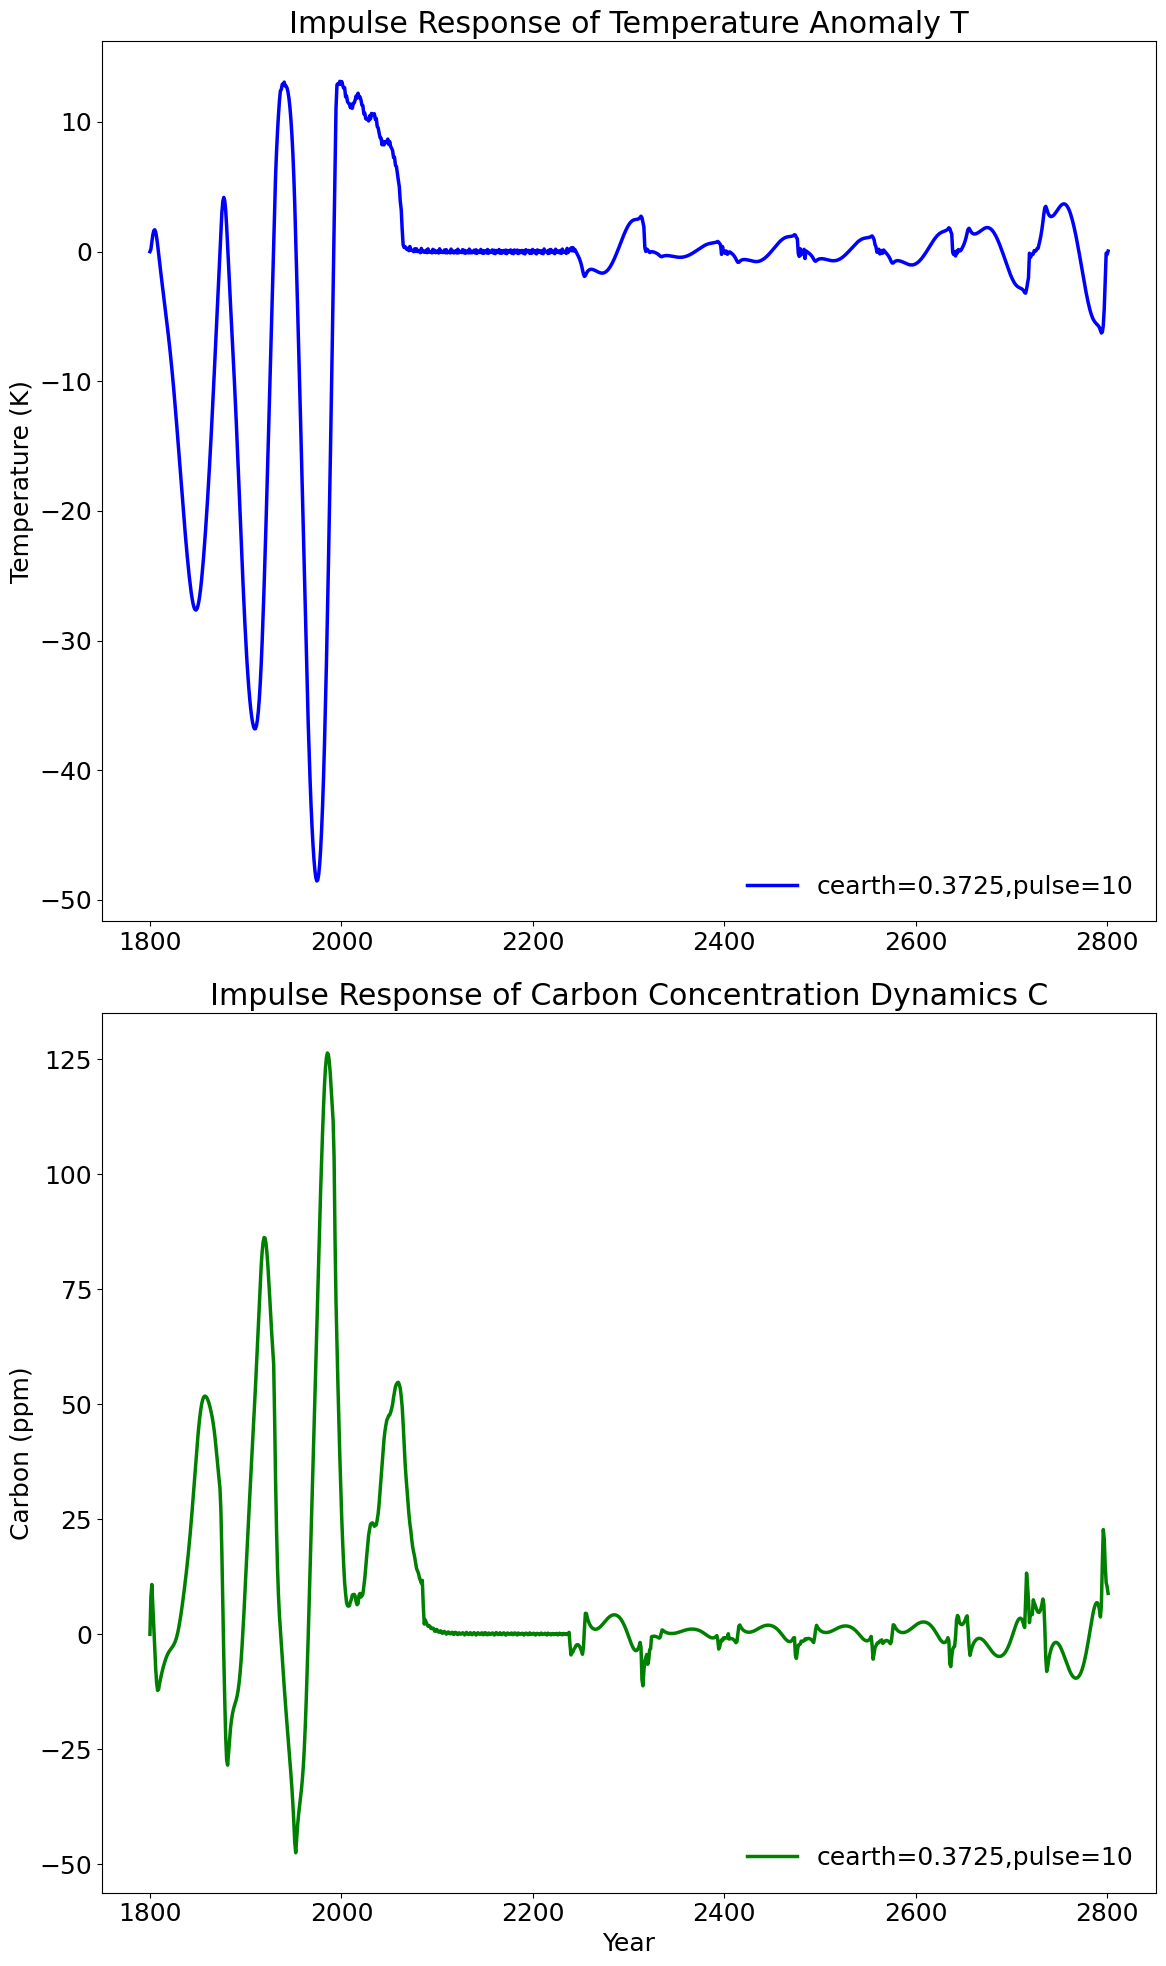 Impulse Response of Temperature Anomaly T
10
0
−10
−20
−30
−40
−50
Temperature (K)
cearth=0.3725,pulse=10
1800 2000 2200 2400 2600 2800
Impulse Response of Carbon Concentration Dynamics C
125
100
75
50
25
0
−25
−50
Carbon (ppm)
cearth=0.3725,pulse=10
1800 2000 2200 2400 2600 2800
Year